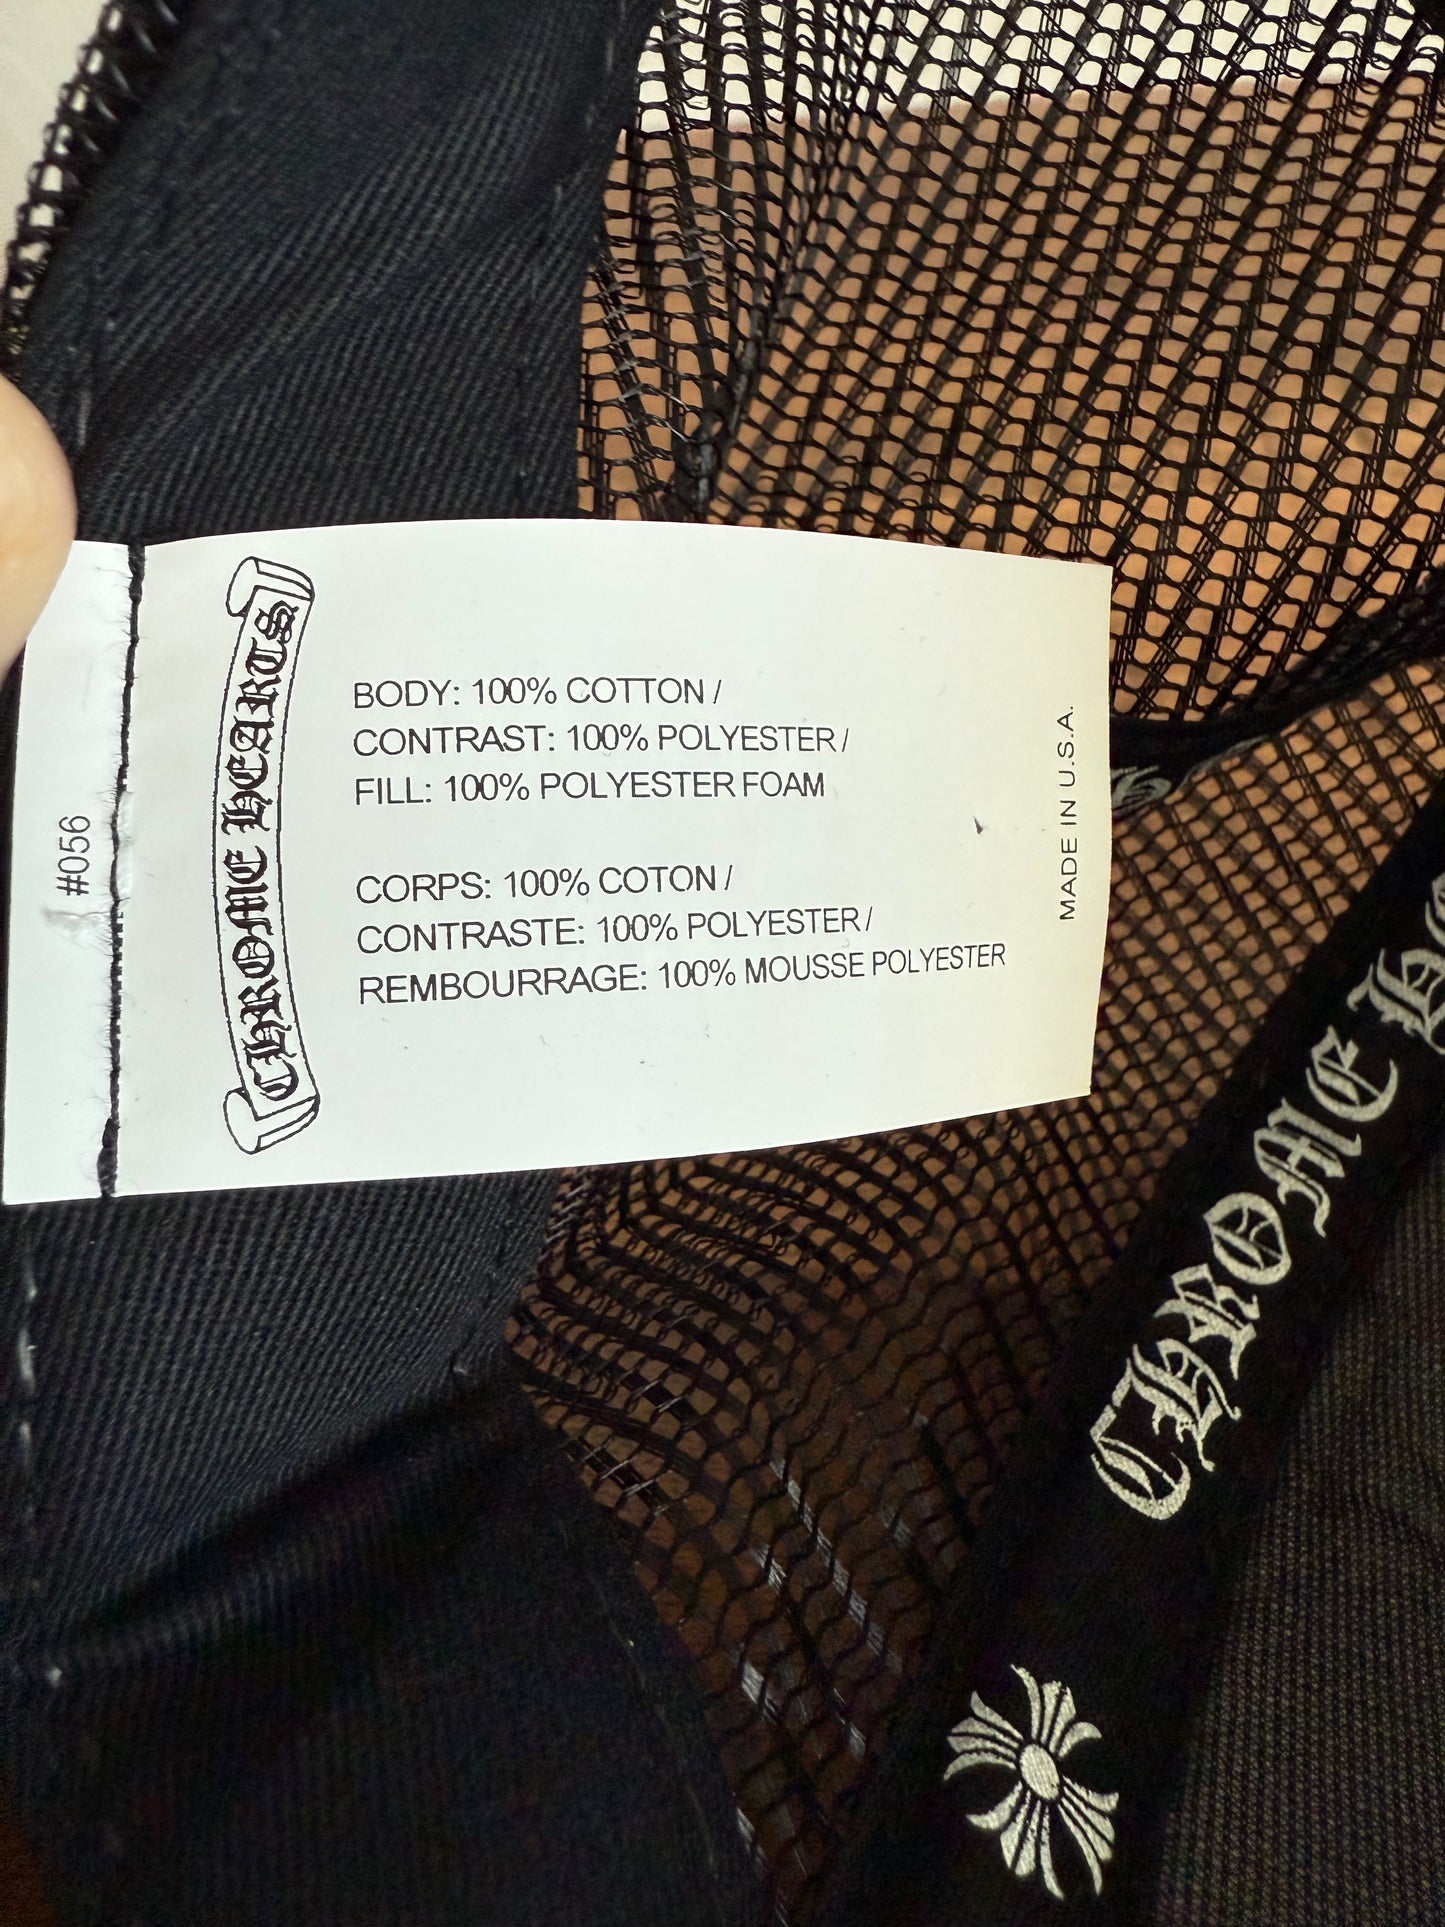 #056
CHROME HEARTS
BODY: 100% COTTON /
CONTRAST: 100% POLYESTER /
FILL: 100% POLYESTER FOAM
CORPS: 100% COTON /
CONTRASTE: 100% POLYESTER /
REMBOURRAGE: 100% MOUSSE POLYESTER
MADE IN U.S.A.
CHROME